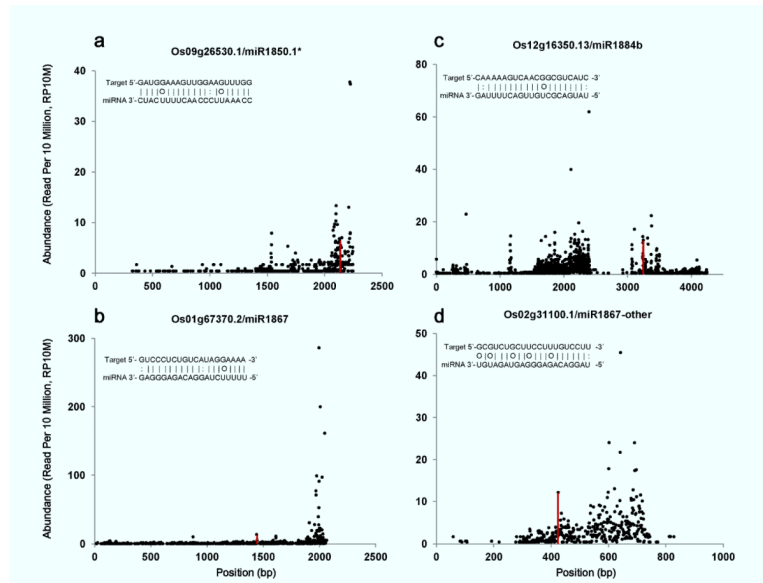 a
Os09g26530.1/miR1850.1*
Target 5'-GAUGGAAAGUUGGAAGUUUGG
miRNA 3'CUACUUUUCAACCCUUAAACC
Abundance (Read Per 10 Million, RP10M)
40
30
20
10
0
0 500 1000 1500 2000 2500
c
Os12g16350.13/miR1884b
Target 5'- CAAAAAGUCAACGGCGUCAUC -3'
miRNA 3'- GAUUUUCAGUUGUCGCAGUAU -5'
80
60
40
20
0
0 1000 2000 3000 4000
b
Os01g67370.2/miR1867
Target 5'- GUCCCUCUGUCAUAGGAAAA -3'
miRNA 3'- GAGGGAGACAGGAUCUUUUU -5'
Abundance (Read Per 10 Million, RP10M)
300
200
100
0
0 500 1000 1500 2000 2500
Position (bp)
d
Os02g31100.1/miR1867-other
Target 5'- GCGUCUGCUUCCUUUGUCCUU -3'
miRNA 3'- UGUAGAUGAGGGAGACAGGAU -5'
50
40
30
20
10
0
0 200 400 600 800 1000
Position (bp)